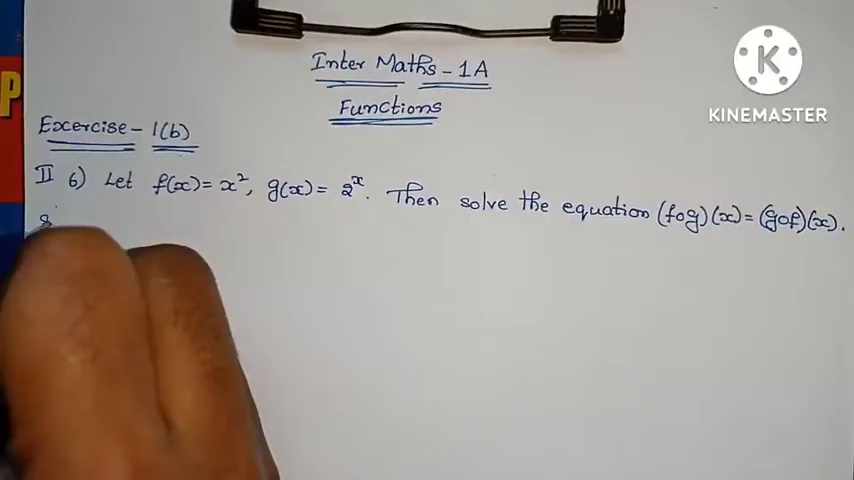 Inter Maths - 1A
Functions
KINEMASTER
P
Exercise - 1(b)
II 6) Let f(x) = x², g(x) = 2ˣ. Then solve the equation (fog)(x) = (gof)(x).